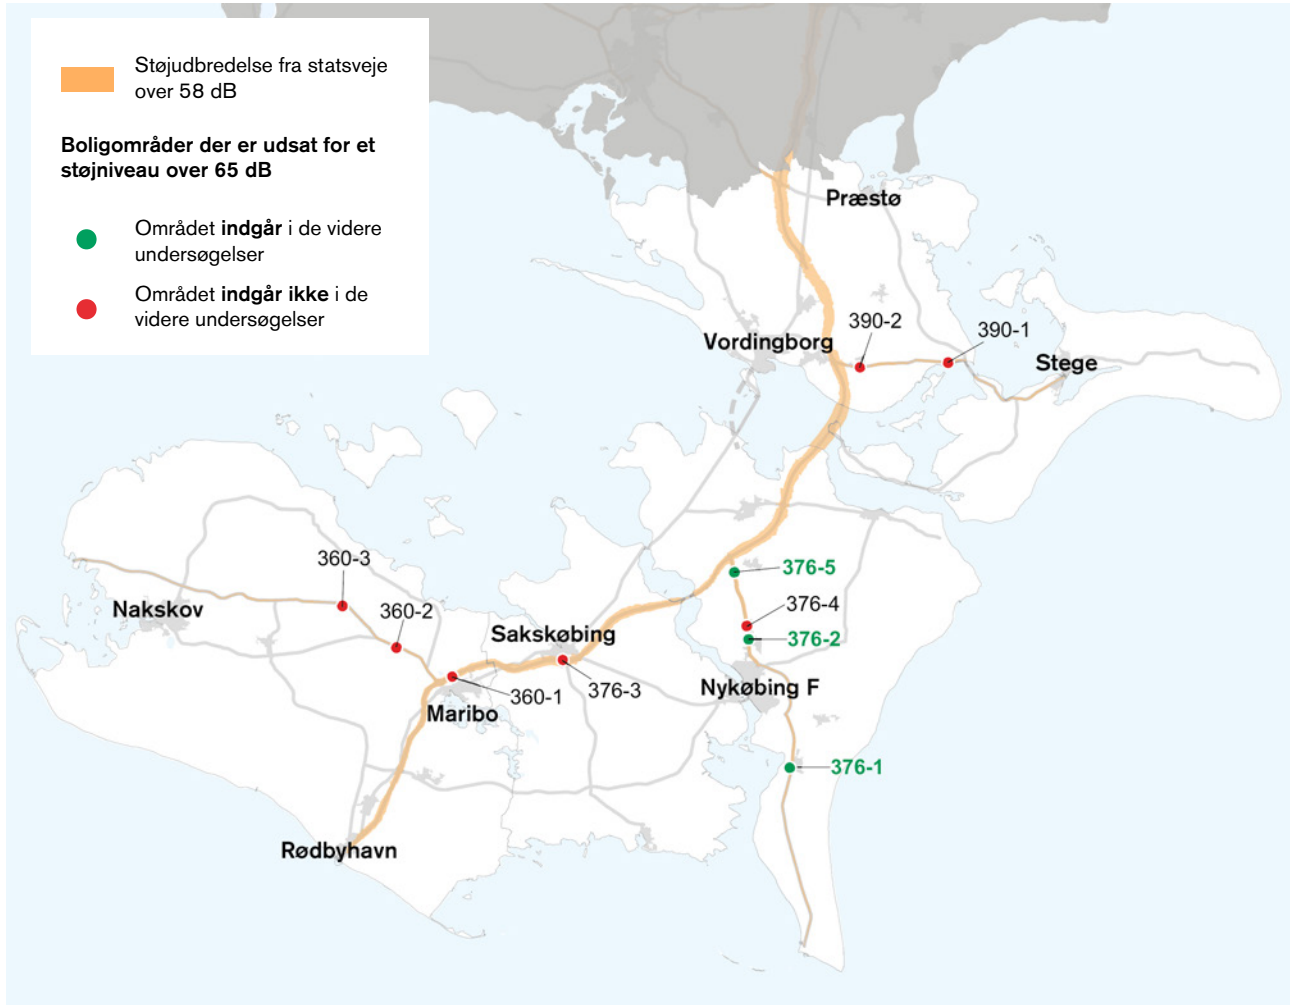 Støjudbredelse fra statsveje
over 58 dB
Boligområder der er udsat for et
støjniveau over 65 dB
Området indgår i de videre
undersøgelser
Området indgår ikke i de
videre undersøgelser
Præstø
390-2
390-1
Vordingborg
Stege
360-3
376-5
Nakskov
360-2
376-4
Sakskøbing
376-2
Nykøbing F
360-1
376-3
Maribo
376-1
Rødbyhavn